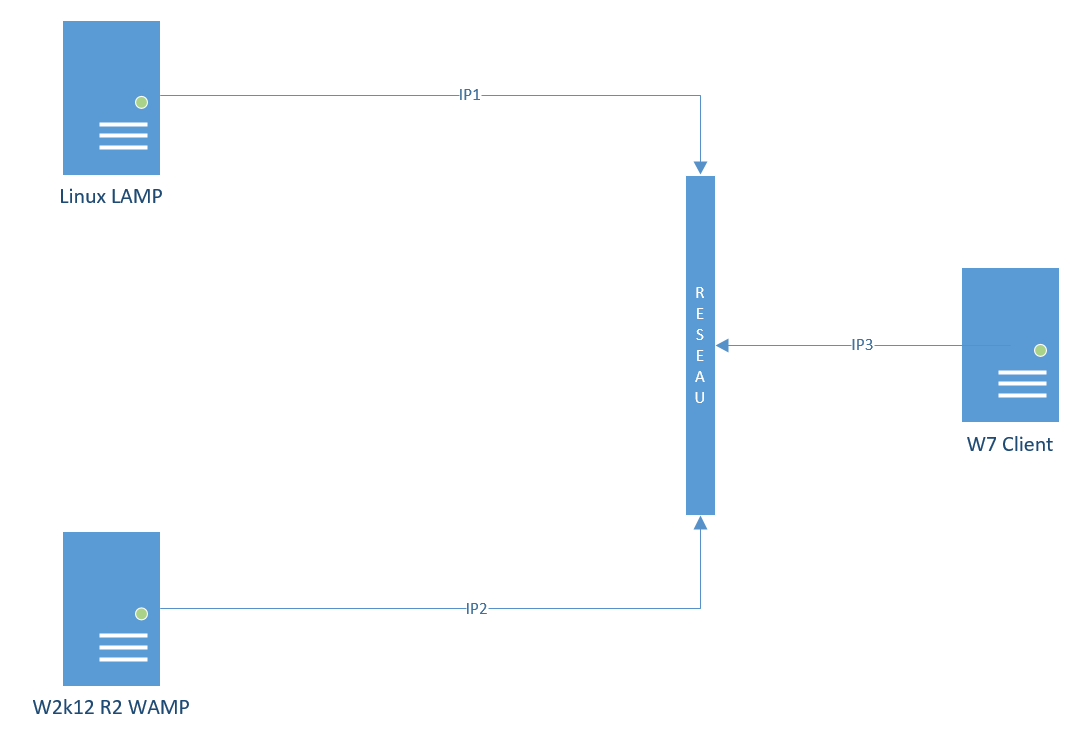 IP1
Linux LAMP
R
E
S
E
A
U
IP3
W7 Client
IP2
W2k12 R2 WAMP